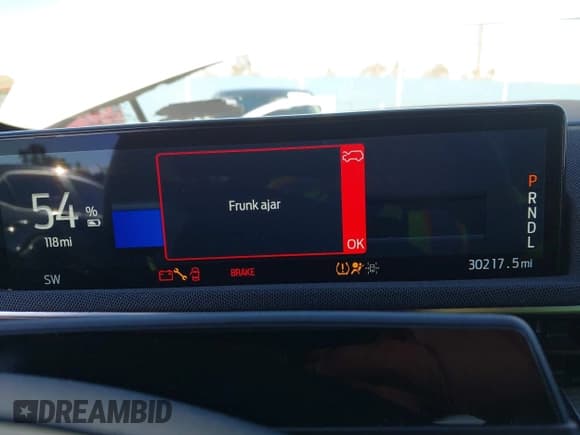 Frunk ajar
OK
54 %
118 mi
SW
BRAKE
P
R
N
D
L
30217.5 mi
DREAMBID